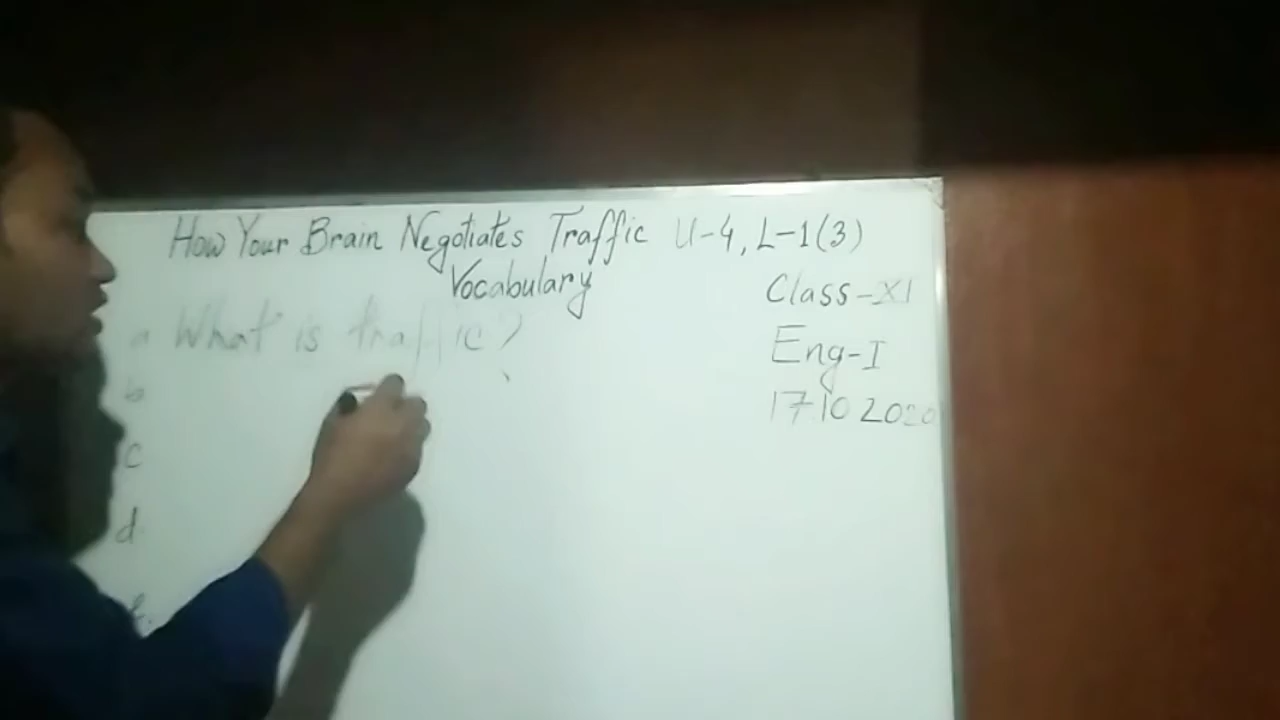 How Your Brain Negotiates Traffic U-4, L-1(3)
Vocabulary
Class-XI
Eng-I
17 10 2020
a What is traffic?
b
c
d